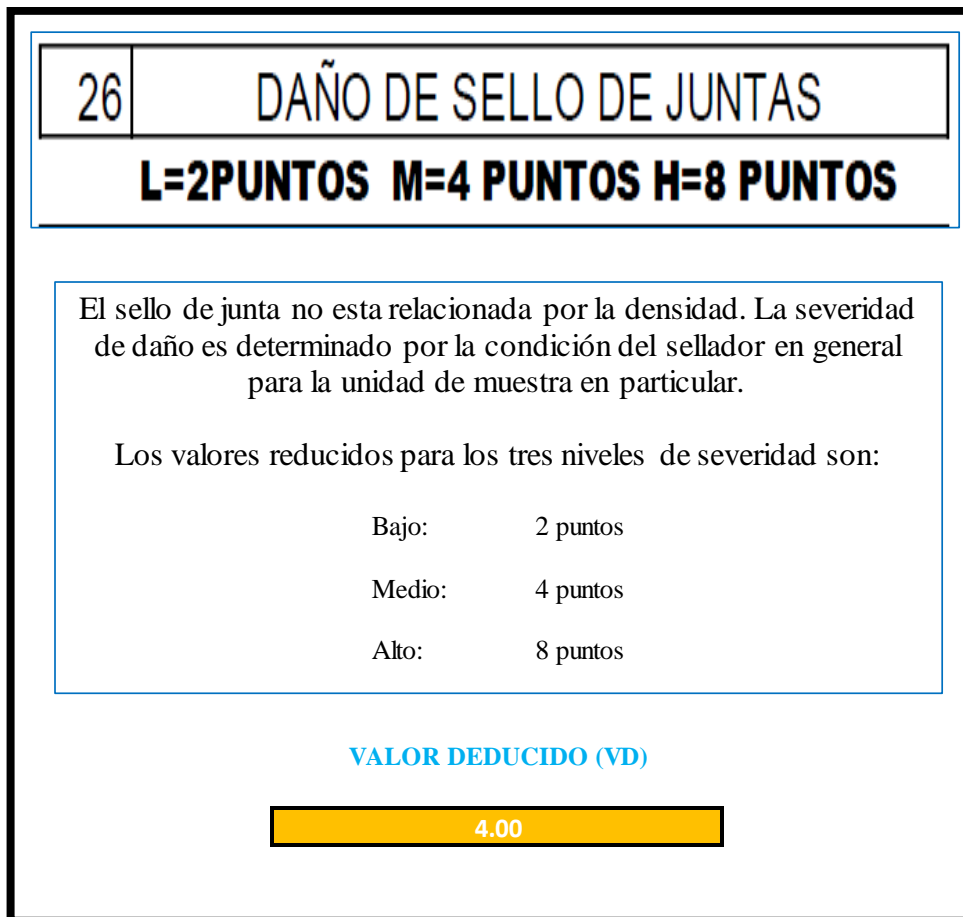 26 DAÑO DE SELLO DE JUNTAS
L=2PUNTOS M=4 PUNTOS H=8 PUNTOS
El sello de junta no esta relacionada por la densidad. La severidad
de daño es determinado por la condición del sellador en general
para la unidad de muestra en particular.
Los valores reducidos para los tres niveles de severidad son:
Bajo: 2 puntos
Medio: 4 puntos
Alto: 8 puntos
VALOR DEDUCIDO (VD)
4.00